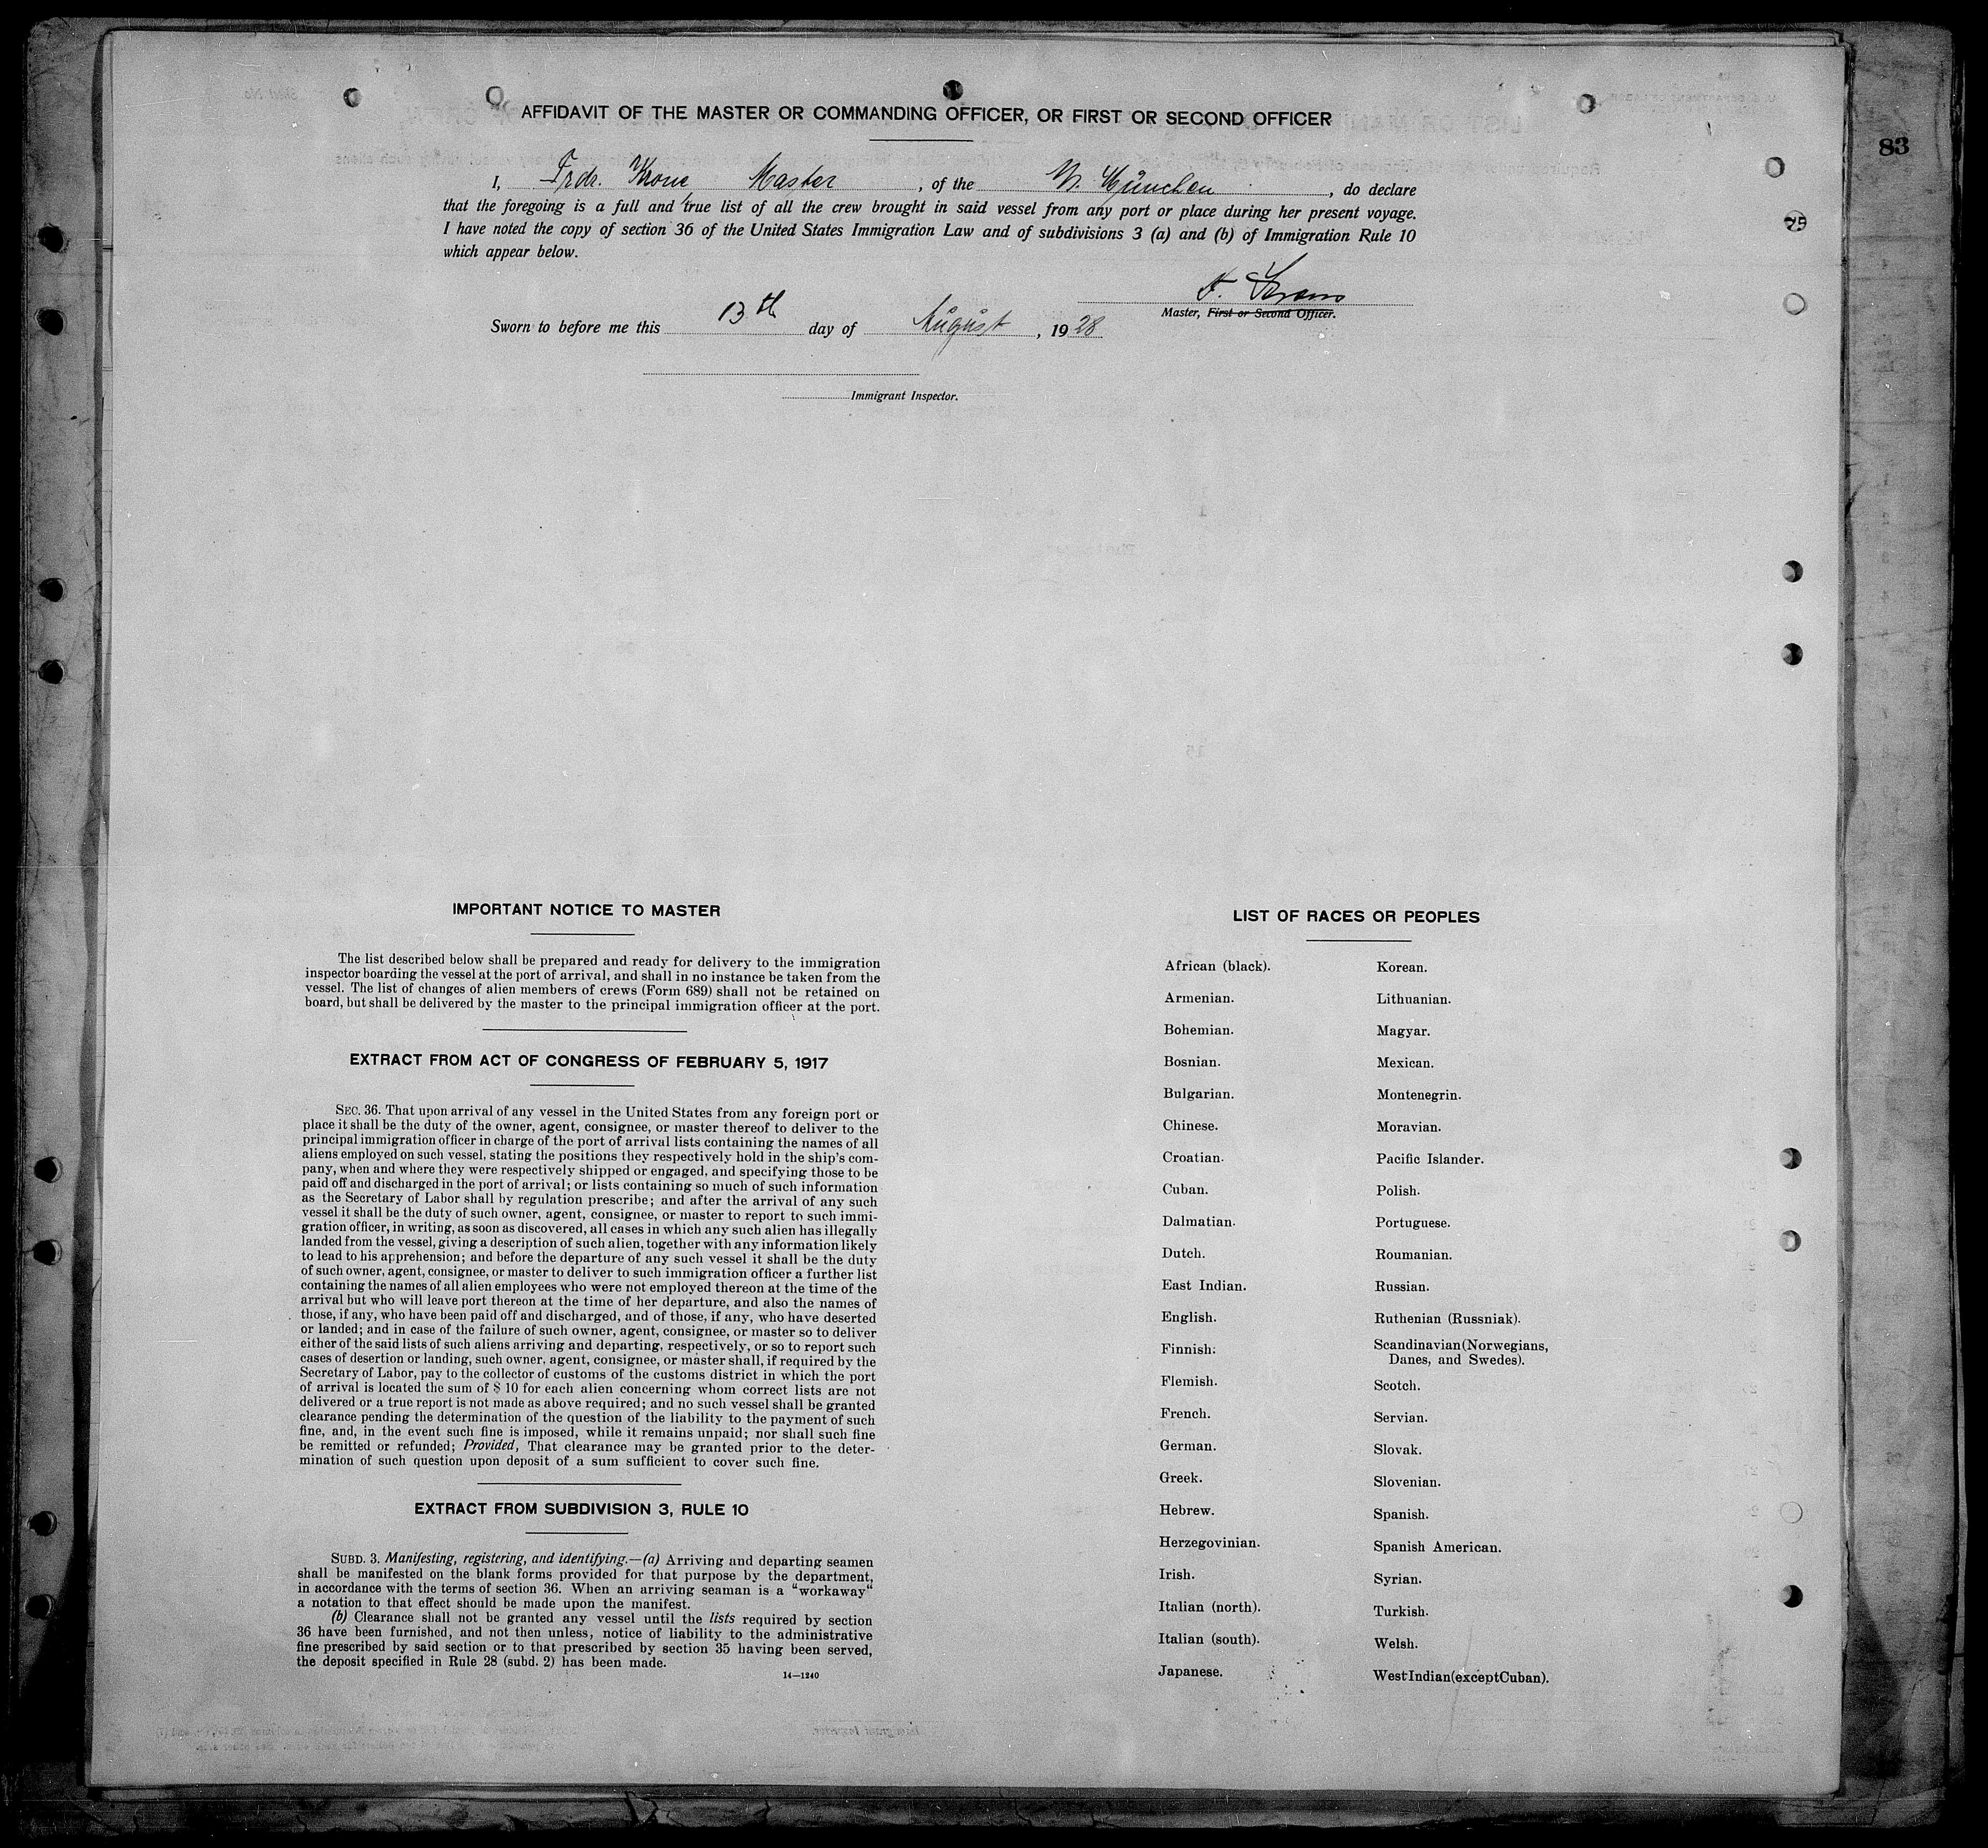 AFFIDAVIT OF THE MASTER OR COMMANDING OFFICER, OR FIRST OR SECOND OFFICER
83
I, Frdr. Krone Master, of the München, do declare
that the foregoing is a full and true list of all the crew brought in said vessel from any port or place during her present voyage.
I have noted the copy of section 36 of the United States Immigration Law and of subdivisions 3 (a) and (b) of Immigration Rule 10
which appear below.
F. Krone
Master, First or Second Officer.
Sworn to before me this 13th day of August, 1928
Immigrant Inspector.
IMPORTANT NOTICE TO MASTER
The list described below shall be prepared and ready for delivery to the immigration
inspector boarding the vessel at the port of arrival, and shall in no instance be taken from the
vessel. The list of changes of alien members of crews (Form 689) shall not be retained on
board, but shall be delivered by the master to the principal immigration officer at the port.
EXTRACT FROM ACT OF CONGRESS OF FEBRUARY 5, 1917
SEC. 36. That upon arrival of any vessel in the United States from any foreign port or
place it shall be the duty of the owner, agent, consignee, or master thereof to deliver to the
principal immigration officer in charge of the port of arrival lists containing the names of all
aliens employed on such vessel, stating the positions they respectively hold in the ship's com-
pany, when and where they were respectively shipped or engaged, and specifying those to be
paid off and discharged in the port of arrival; or lists containing so much of such information
as the Secretary of Labor shall by regulation prescribe; and after the arrival of any such
vessel it shall be the duty of such owner, agent, consignee, or master to report to such immi-
gration officer, in writing, as soon as discovered, all cases in which any such alien has illegally
landed from the vessel, giving a description of such alien, together with any information likely
to lead to his apprehension; and before the departure of any such vessel it shall be the duty
of such owner, agent, consignee, or master to deliver to such immigration officer a further list
containing the names of all alien employees who were not employed thereon at the time of the
arrival but who will leave port thereon at the time of her departure, and also the names of
those, if any, who have been paid off and discharged, and of those, if any, who have deserted
or landed; and in case of the failure of such owner, agent, consignee, or master so to deliver
either of the said lists of such aliens arriving and departing, respectively, or so to report such
cases of desertion or landing, such owner, agent, consignee, or master shall, if required by the
Secretary of Labor, pay to the collector of customs of the customs district in which the port
of arrival is located the sum of $ 10 for each alien concerning whom correct lists are not
delivered or a true report is not made as above required; and no such vessel shall be granted
clearance pending the determination of the question of the liability to the payment of such
fine, and, in the event such fine is imposed, while it remains unpaid; nor shall such fine
be remitted or refunded; Provided, That clearance may be granted prior to the deter-
mination of such question upon deposit of a sum sufficient to cover such fine.
EXTRACT FROM SUBDIVISION 3, RULE 10
SUBD. 3. Manifesting, registering, and identifying.—(a) Arriving and departing seamen
shall be manifested on the blank forms provided for that purpose by the department,
in accordance with the terms of section 36. When an arriving seaman is a "workaway"
a notation to that effect should be made upon the manifest.
(b) Clearance shall not be granted any vessel until the lists required by section
36 have been furnished, and not then unless, notice of liability to the administrative
fine prescribed by said section or to that prescribed by section 35 having been served,
the deposit specified in Rule 28 (subd. 2) has been made.
14—1240
LIST OF RACES OR PEOPLES
African (black).
Armenian.
Bohemian.
Bosnian.
Bulgarian.
Chinese.
Croatian.
Cuban.
Dalmatian.
Dutch.
East Indian.
English.
Finnish.
Flemish.
French.
German.
Greek.
Hebrew.
Herzegovinian.
Irish.
Italian (north).
Italian (south).
Japanese.
Korean.
Lithuanian.
Magyar.
Mexican.
Montenegrin.
Moravian.
Pacific Islander.
Polish.
Portuguese.
Roumanian.
Russian.
Ruthenian (Russniak).
Scandinavian (Norwegians,
Danes, and Swedes).
Scotch.
Servian.
Slovak.
Slovenian.
Spanish.
Spanish American.
Syrian.
Turkish.
Welsh.
West Indian (except Cuban).